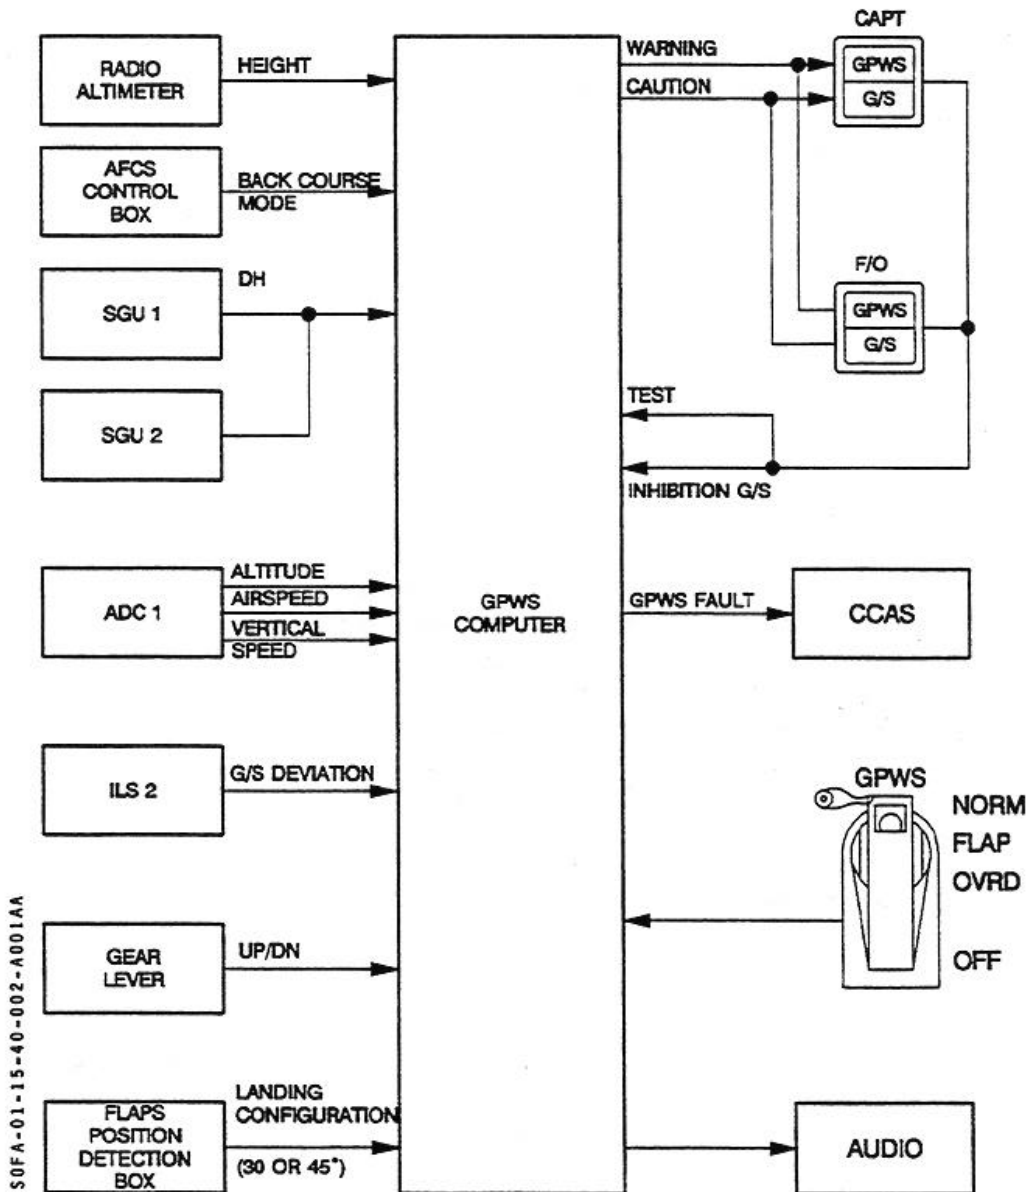 RADIO
ALTIMETER
HEIGHT
AFCS
CONTROL
BOX
BACK COURSE
MODE
SGU 1
DH
SGU 2
ADC 1
ALTITUDE
AIRSPEED
VERTICAL
SPEED
ILS 2
G/S DEVIATION
GEAR
LEVER
UP/DN
FLAPS
POSITION
DETECTION
BOX
LANDING
CONFIGURATION
(30 OR 45°)
GPWS
COMPUTER
WARNING
CAUTION
CAPT
GPWS
G/S
F/O
GPWS
G/S
TEST
INHIBITION G/S
GPWS FAULT
CCAS
GPWS
NORM
FLAP
OVRD
OFF
AUDIO
S0FA-01-15-40-002-A001AA